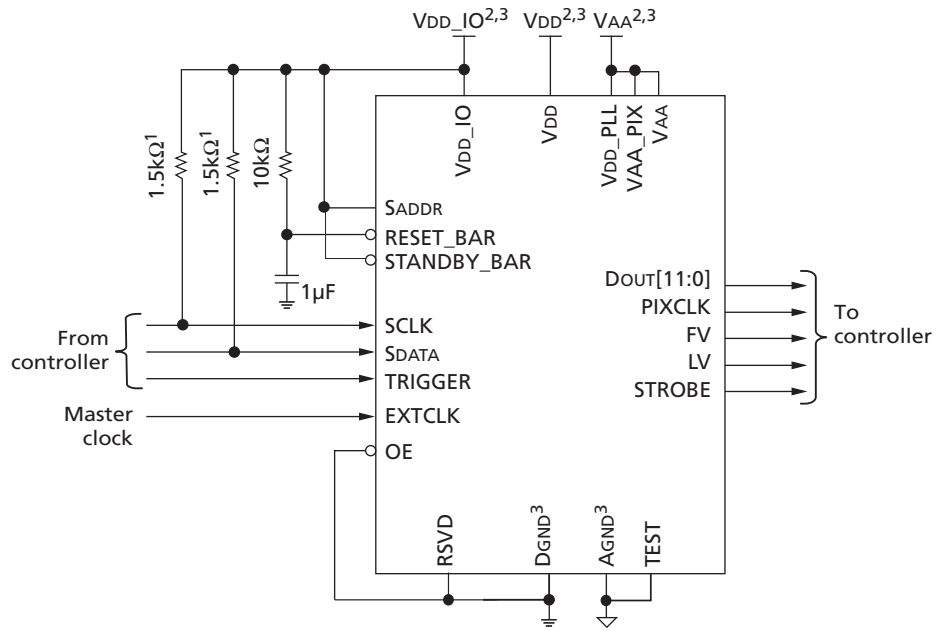 VDD_IO2,3 VDD2,3 VAA2,3
1.5kΩ1
1.5kΩ1
10kΩ
VDD_IO
VDD
VDD_PLL
VAA_PIX
VAA
SADDR
RESET_BAR
STANDBY_BAR
1µF
From
controller
SCLK
SDATA
TRIGGER
Master
clock
EXTCLK
OE
DOUT[11:0]
PIXCLK
FV
LV
STROBE
To
controller
RSVD
DGND3
AGND3
TEST